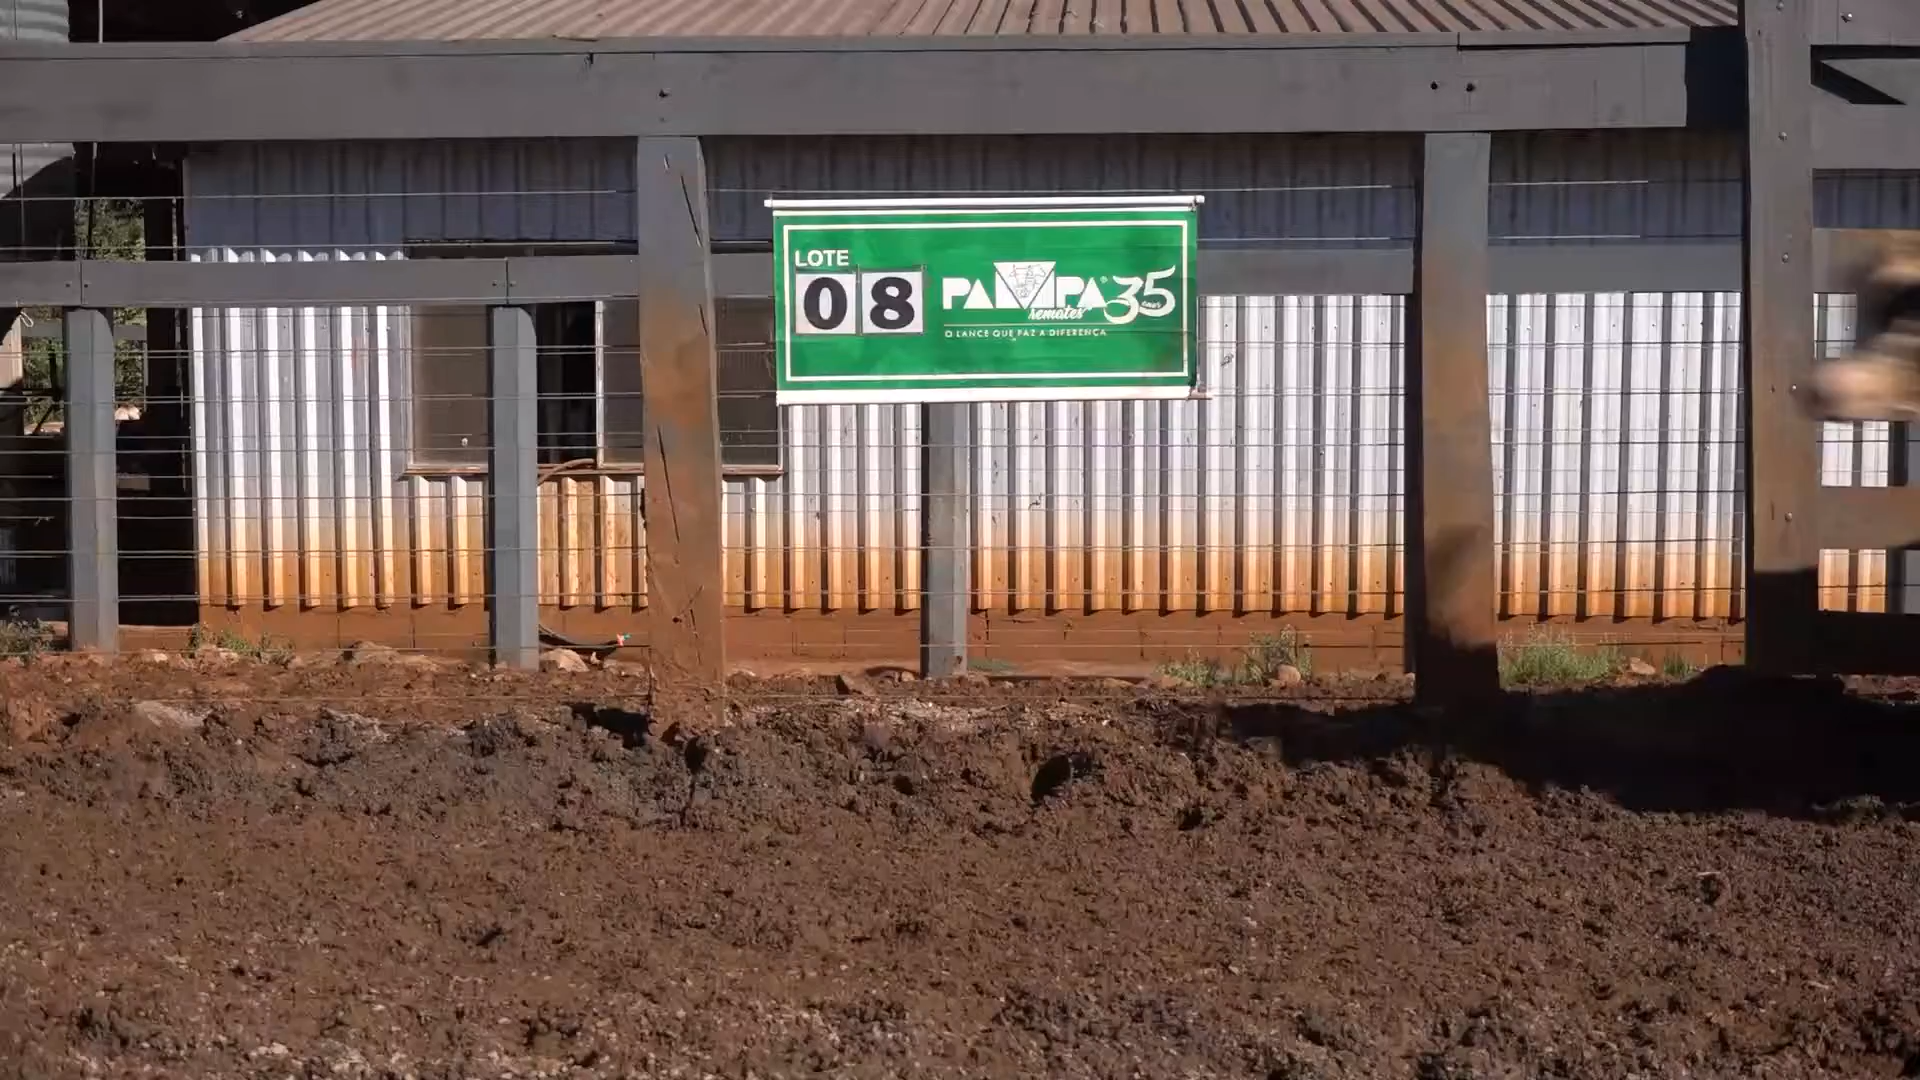 LOTE
08
PAMPA 35
remates anos
O LANCE QUE FAZ A DIFERENÇA